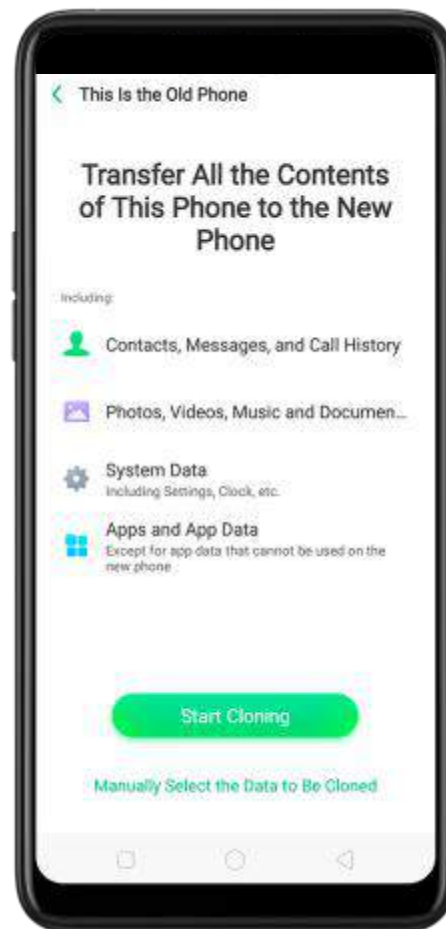 This Is the Old Phone
Transfer All the Contents
of This Phone to the New
Phone
Including:
Contacts, Messages, and Call History
Photos, Videos, Music and Documen...
System Data
Including Settings, Clock, etc.
Apps and App Data
Except for app data that cannot be used on the
new phone
Start Cloning
Manually Select the Data to Be Cloned